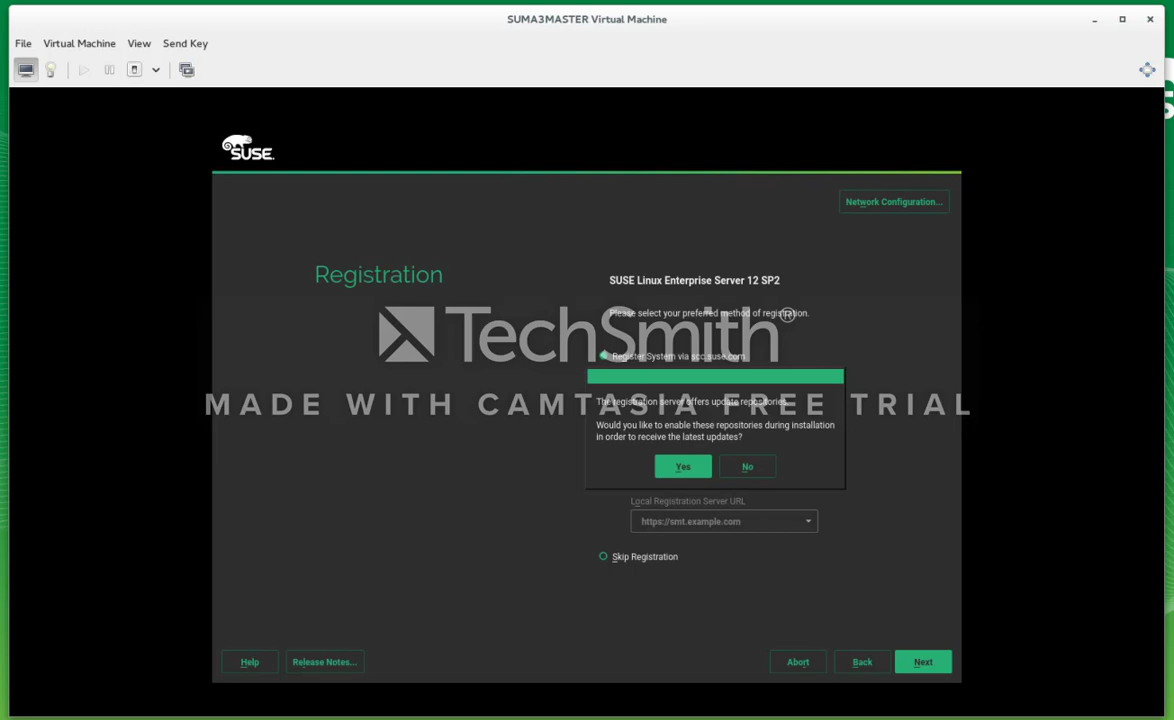 SUMA3MASTER Virtual Machine
File Virtual Machine View Send Key
SUSE
Network Configuration...
Registration
SUSE Linux Enterprise Server 12 SP2
Please select your preferred method of registration.
TechSmith®
Register System via scc.suse.com
MADE WITH CAMTASIA FREE TRIAL
The registration server offers update repositories.
Would you like to enable these repositories during installation
in order to receive the latest updates?
Yes No
Local Registration Server URL
https://smt.example.com
Skip Registration
Help Release Notes... Abort Back Next